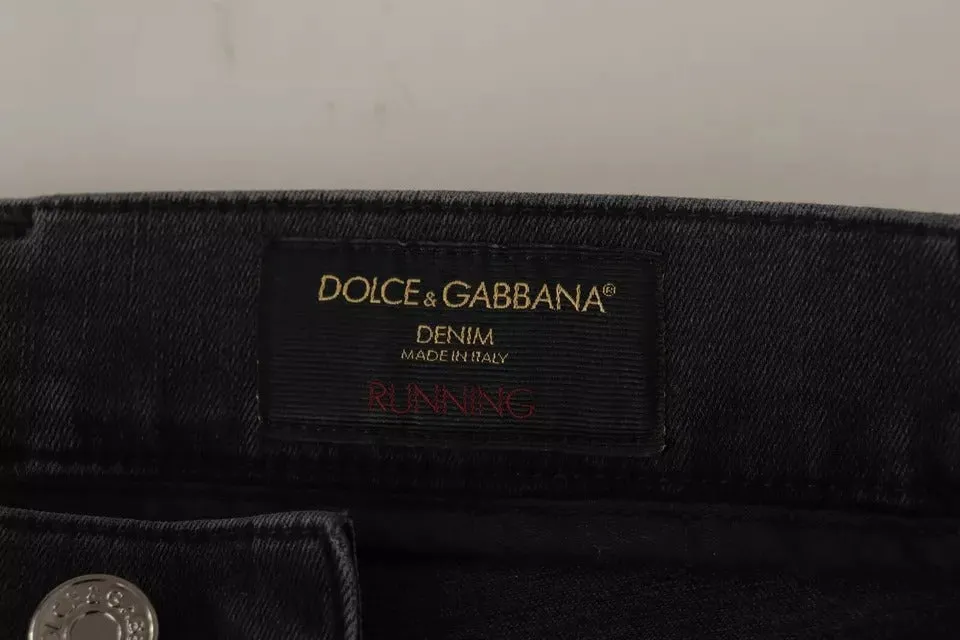 DOLCE & GABBANA®
DENIM
MADE IN ITALY
RUNNING